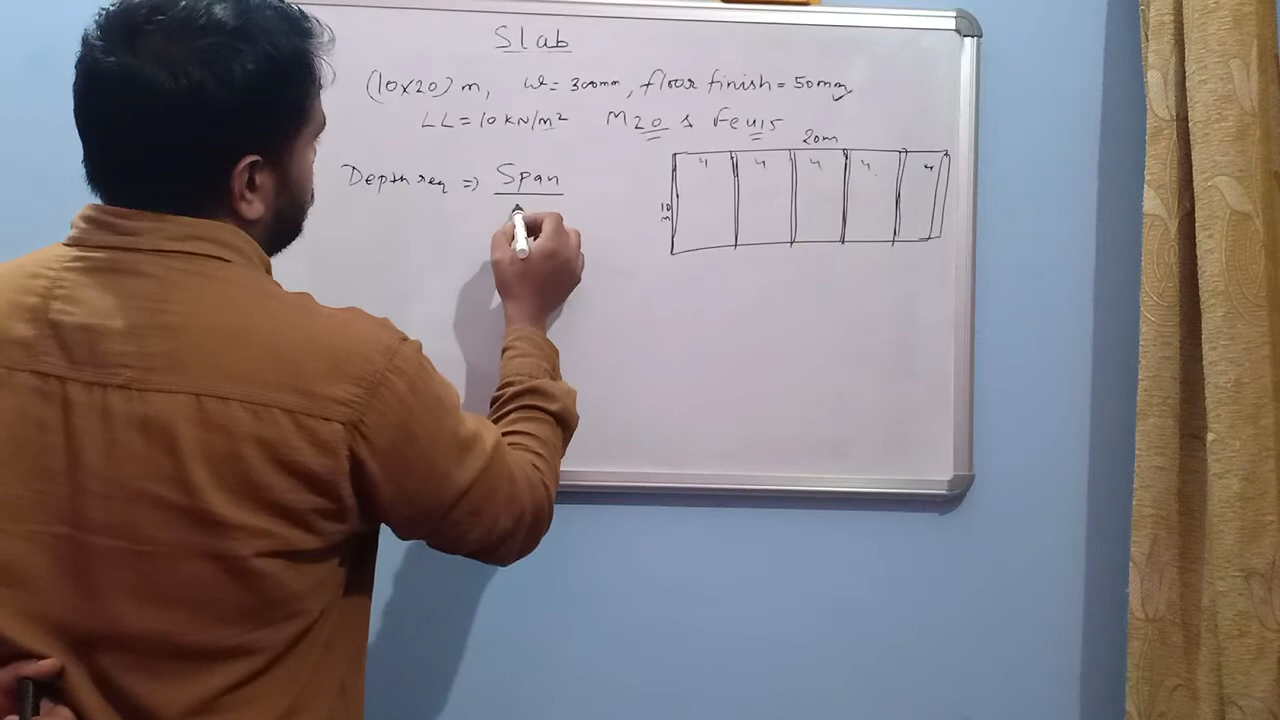 Slab
(10x20) m, w = 300mm, floor finish = 50mm
LL = 10 KN/m² M20 & Fe415
20m
Depth req => Span
4 4 4 4 4
10 m